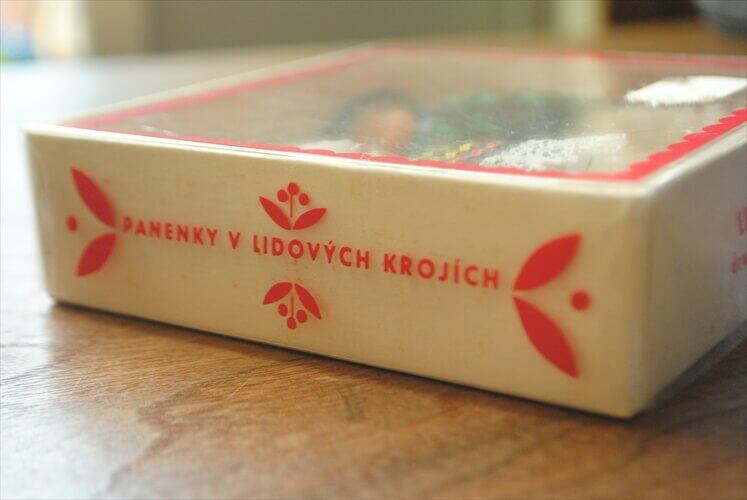 PANENKY V LIDOVÝCH KROJÍCH